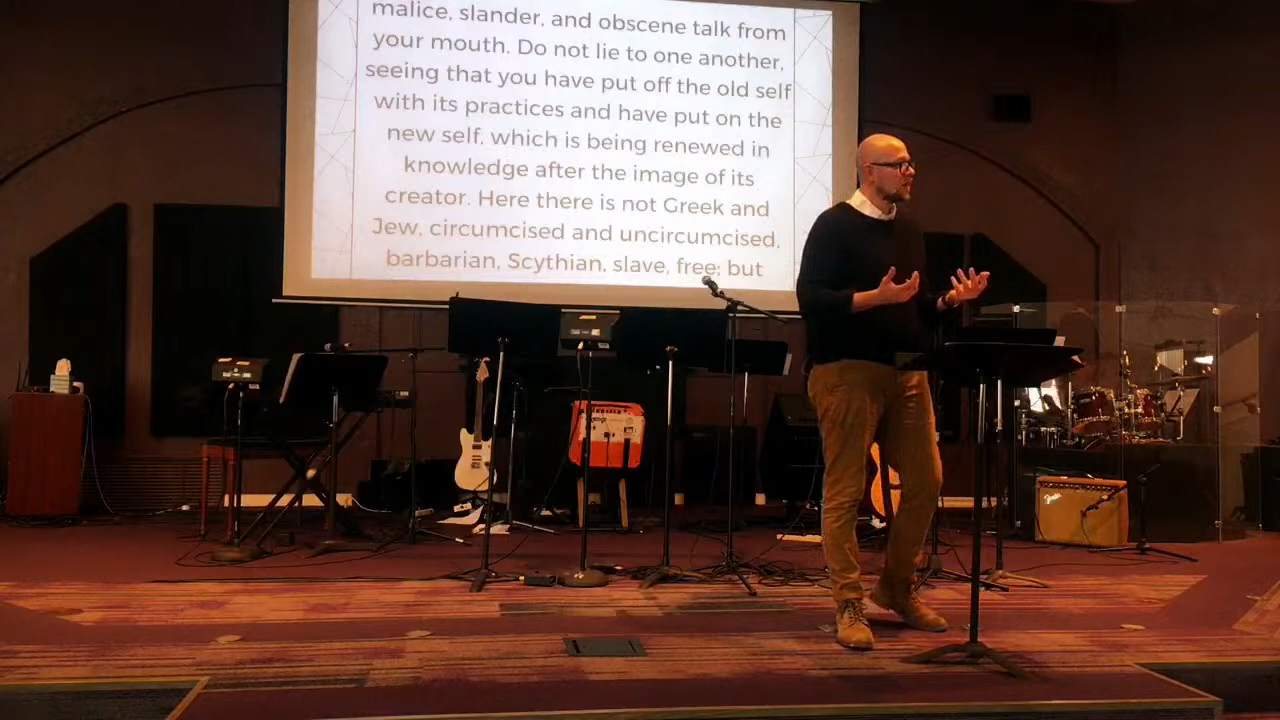 malice, slander, and obscene talk from
your mouth. Do not lie to one another,
seeing that you have put off the old self
with its practices and have put on the
new self, which is being renewed in
knowledge after the image of its
creator. Here there is not Greek and
Jew, circumcised and uncircumcised,
barbarian, Scythian, slave, free; but
Fender